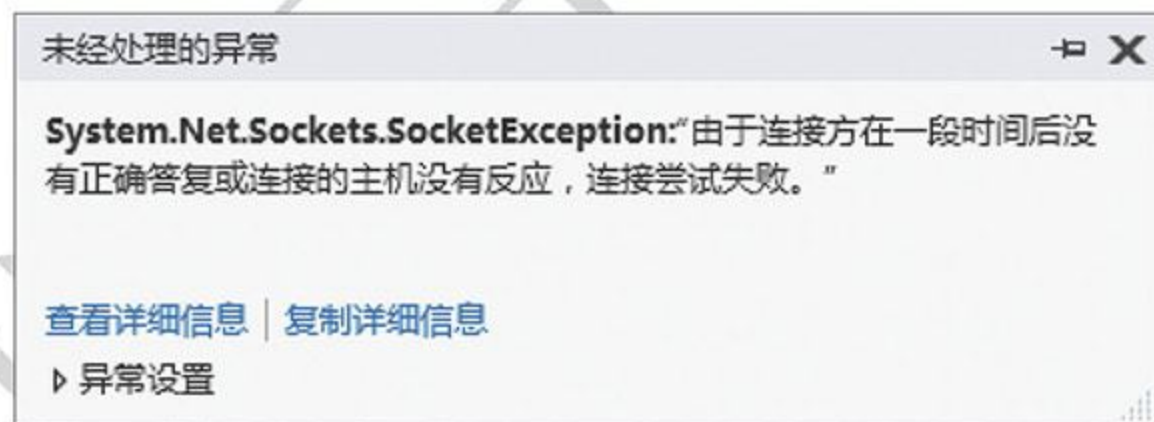 未经处理的异常
System.Net.Sockets.SocketException:“由于连接方在一段时间后没
有正确答复或连接的主机没有反应，连接尝试失败。”
查看详细信息 | 复制详细信息
异常设置